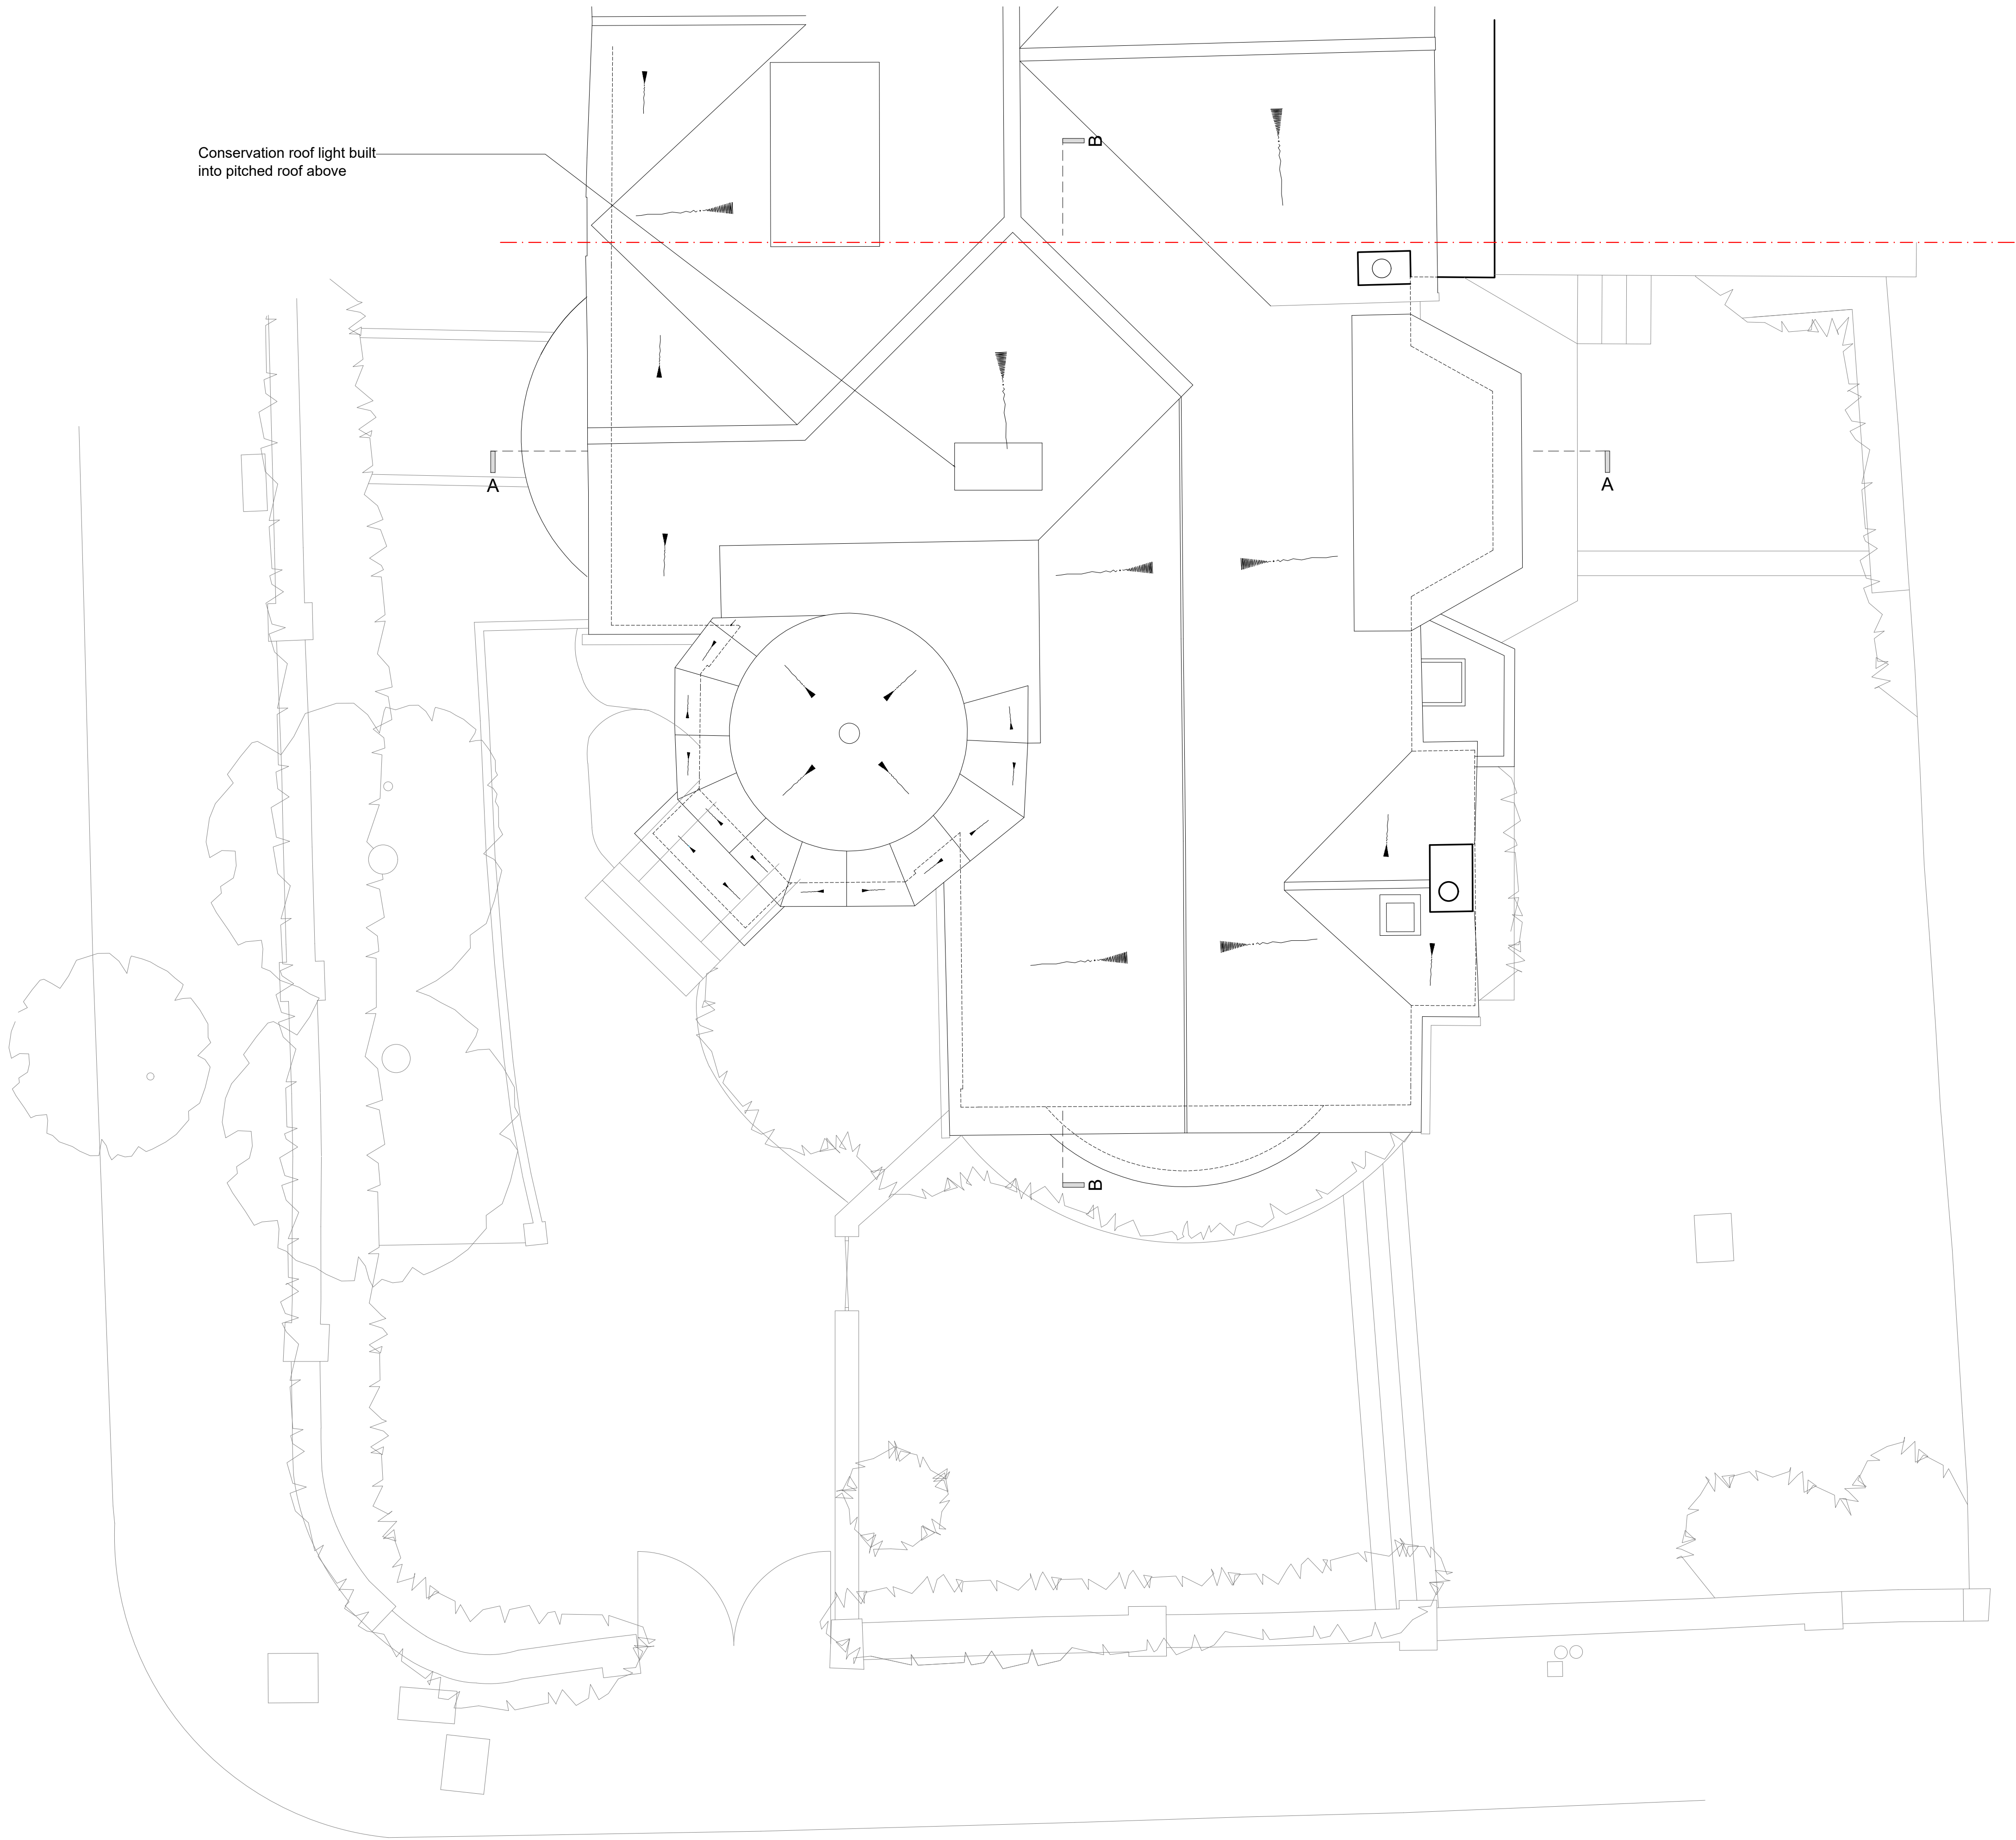 Conservation roof light built
into pitched roof above
B
A
A
B